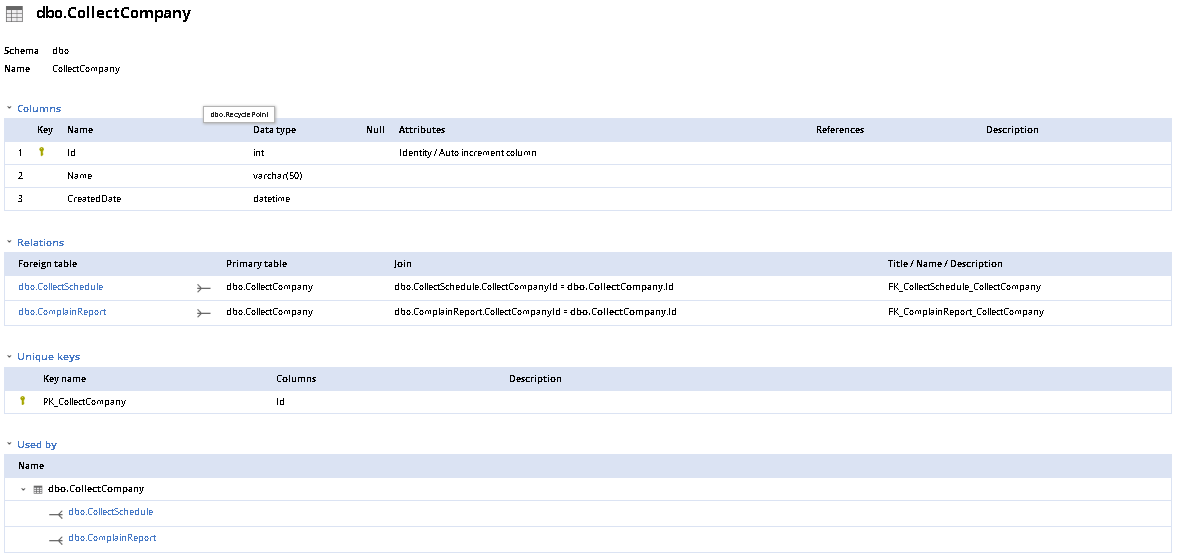 dbo.CollectCompany
Schema dbo
Name CollectCompany
Columns
dbo.RecyclePoint
Key Name Data type Null Attributes References Description
1 Id int Identity / Auto increment column
2 Name varchar(50)
3 CreatedDate datetime
Relations
Foreign table Primary table Join Title / Name / Description
dbo.CollectSchedule dbo.CollectCompany dbo.CollectSchedule.CollectCompanyId = dbo.CollectCompany.Id FK_CollectSchedule_CollectCompany
dbo.ComplainReport dbo.CollectCompany dbo.ComplainReport.CollectCompanyId = dbo.CollectCompany.Id FK_ComplainReport_CollectCompany
Unique keys
Key name Columns Description
PK_CollectCompany Id
Used by
Name
dbo.CollectCompany
dbo.CollectSchedule
dbo.ComplainReport